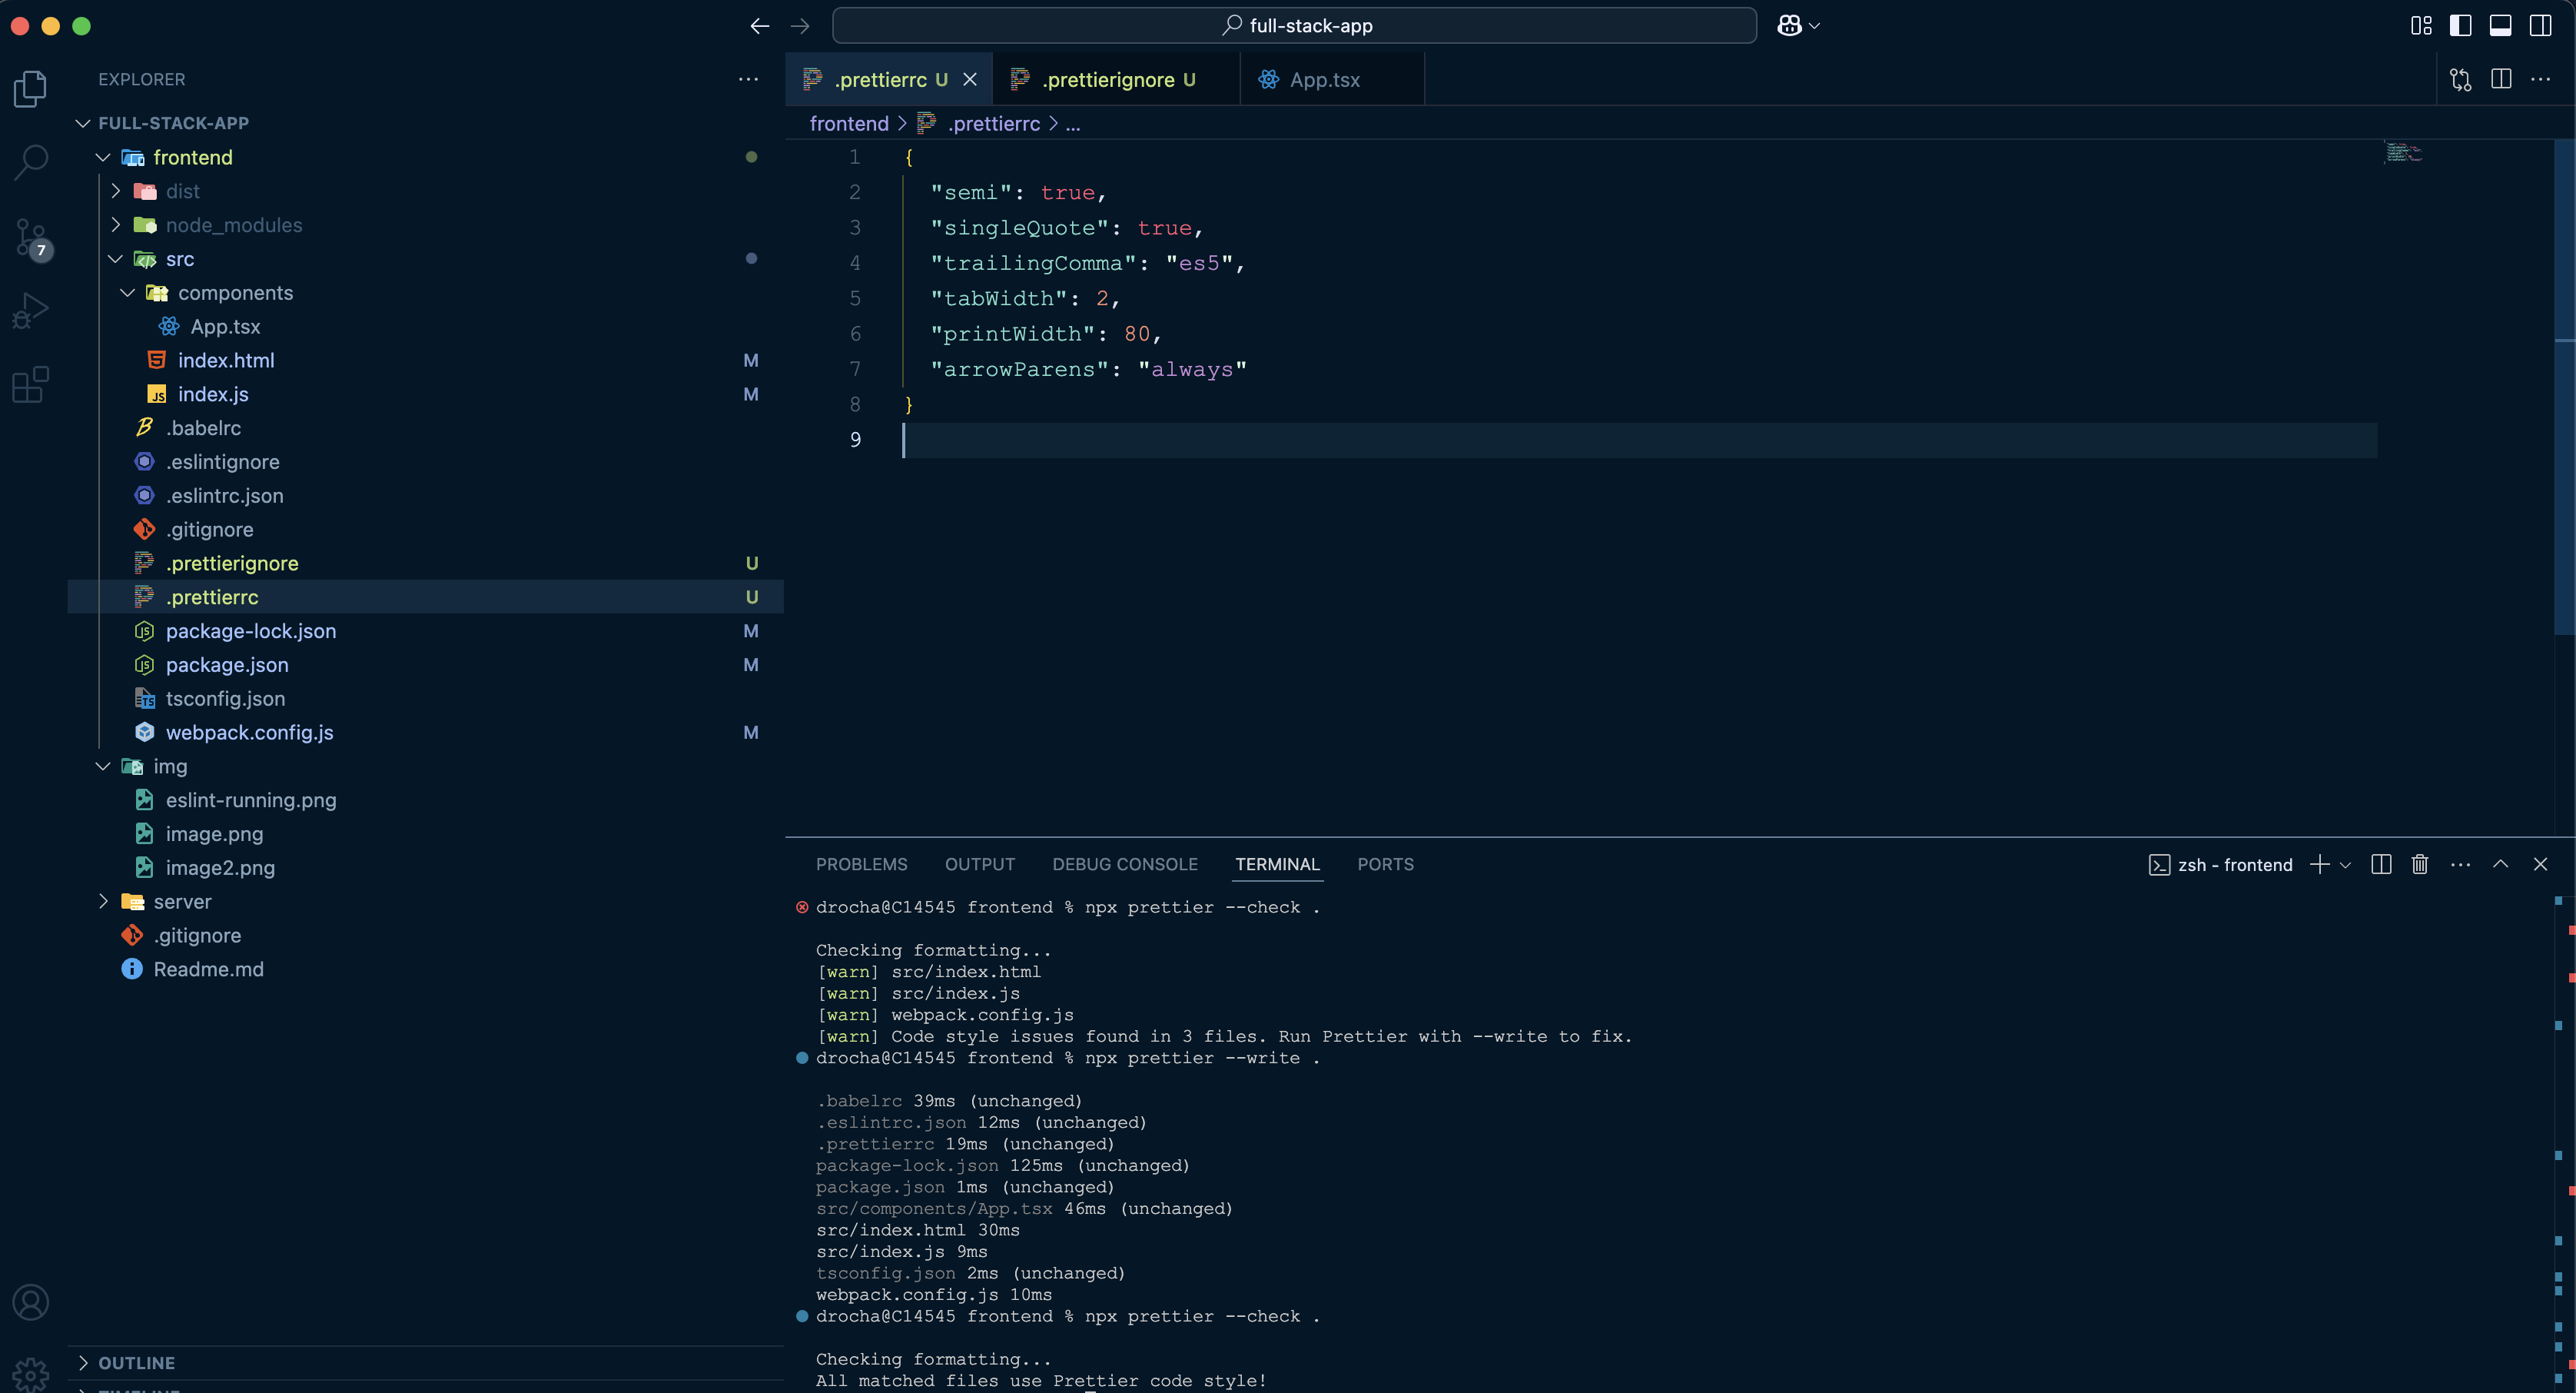 full-stack-app
EXPLORER
FULL-STACK-APP
frontend
dist
node_modules
7
src
components
App.tsx
index.html M
index.js M
.babelrc
.eslintignore
.eslintrc.json
.gitignore
.prettierignore U
.prettierrc U
package-lock.json M
package.json M
tsconfig.json
webpack.config.js M
img
eslint-running.png
image.png
image2.png
server
.gitignore
Readme.md
OUTLINE
.prettierrc U
.prettierignore U
App.tsx
frontend > .prettierrc > ...
1 {
2 "semi": true,
3 "singleQuote": true,
4 "trailingComma": "es5",
5 "tabWidth": 2,
6 "printWidth": 80,
7 "arrowParens": "always"
8 }
9
PROBLEMS OUTPUT DEBUG CONSOLE TERMINAL PORTS
zsh - frontend
drocha@C14545 frontend % npx prettier --check .
Checking formatting...
[warn] src/index.html
[warn] src/index.js
[warn] webpack.config.js
[warn] Code style issues found in 3 files. Run Prettier with --write to fix.
drocha@C14545 frontend % npx prettier --write .
.babelrc 39ms (unchanged)
.eslintrc.json 12ms (unchanged)
.prettierrc 19ms (unchanged)
package-lock.json 125ms (unchanged)
package.json 1ms (unchanged)
src/components/App.tsx 46ms (unchanged)
src/index.html 30ms
src/index.js 9ms
tsconfig.json 2ms (unchanged)
webpack.config.js 10ms
drocha@C14545 frontend % npx prettier --check .
Checking formatting...
All matched files use Prettier code style!